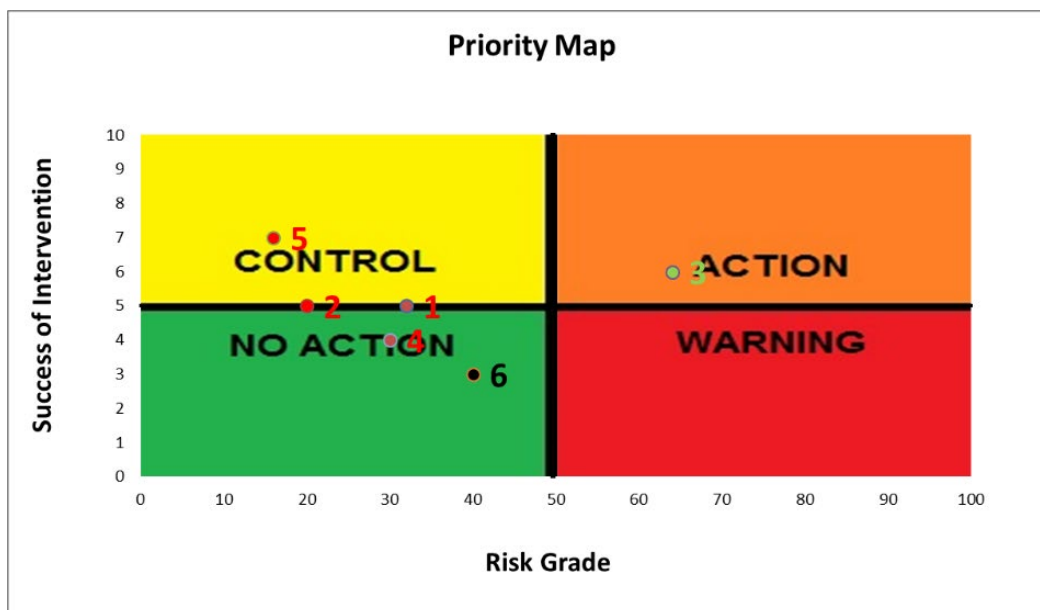 Priority Map
Success of Intervention
10
9
8
7
6
5
4
3
2
1
0
5
CONTROL
3
ACTION
2
1
NO ACTION
4
WARNING
6
0 10 20 30 40 50 60 70 80 90 100
Risk Grade